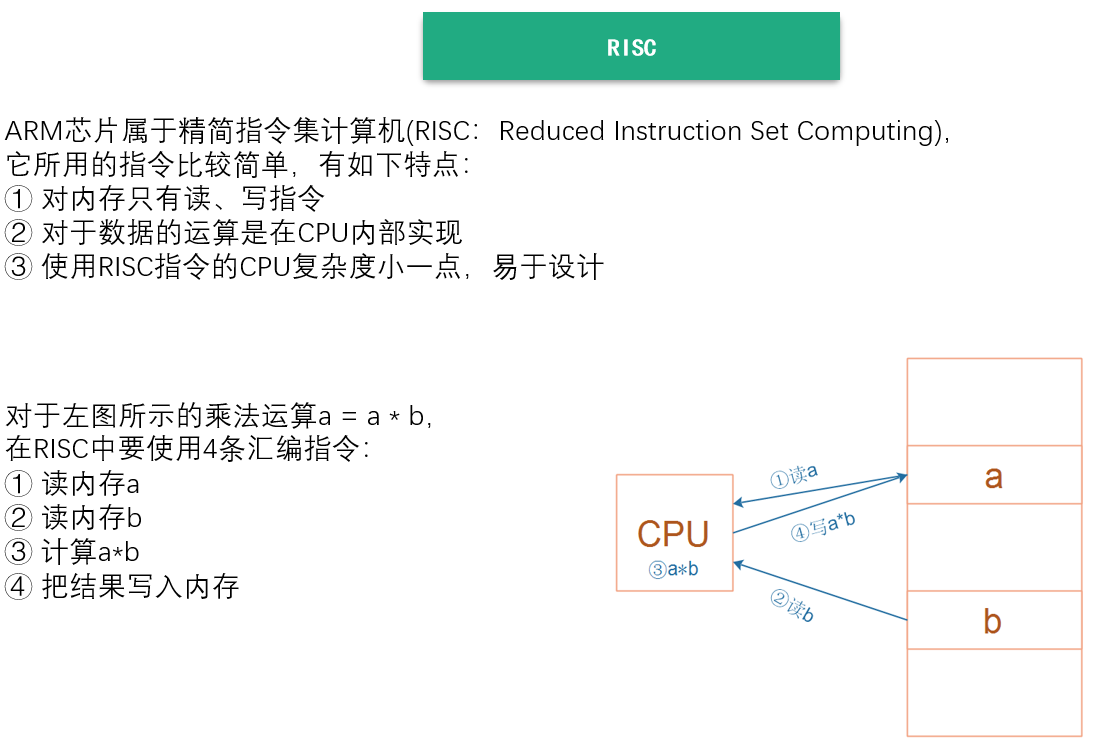 RISC
ARM芯片属于精简指令集计算机(RISC：Reduced Instruction Set Computing)，
它所用的指令比较简单，有如下特点：
① 对内存只有读、写指令
② 对于数据的运算是在CPU内部实现
③ 使用RISC指令的CPU复杂度小一点，易于设计
对于左图所示的乘法运算a = a * b，
在RISC中要使用4条汇编指令：
① 读内存a
② 读内存b
③ 计算a*b
④ 把结果写入内存
CPU
③a*b
①读a
④写a*b
②读b
a
b